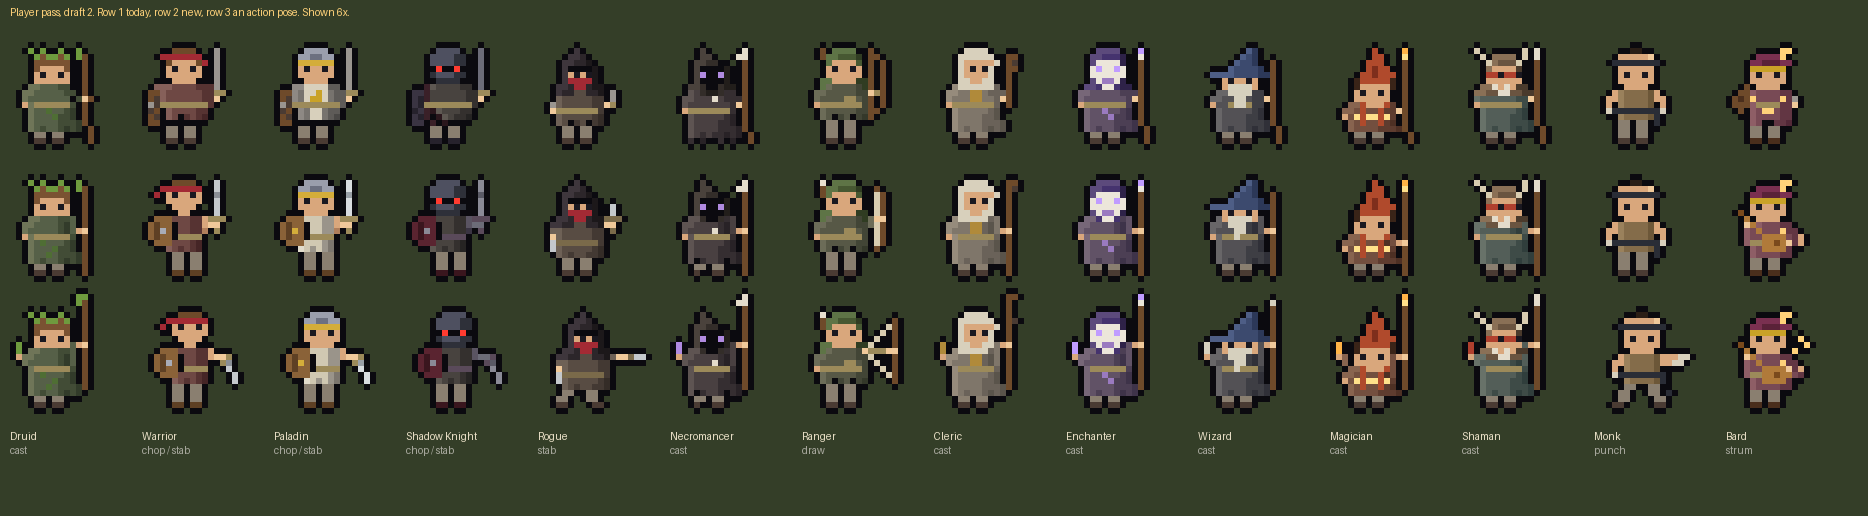 Player pass, draft 2. Row 1 today, row 2 new, row 3 an action pose. Shown 6x.
Druid
cast
Warrior
chop / stab
Paladin
chop / stab
Shadow Knight
chop / stab
Rogue
stab
Necromancer
cast
Ranger
draw
Cleric
cast
Enchanter
cast
Wizard
cast
Magician
cast
Shaman
cast
Monk
punch
Bard
strum